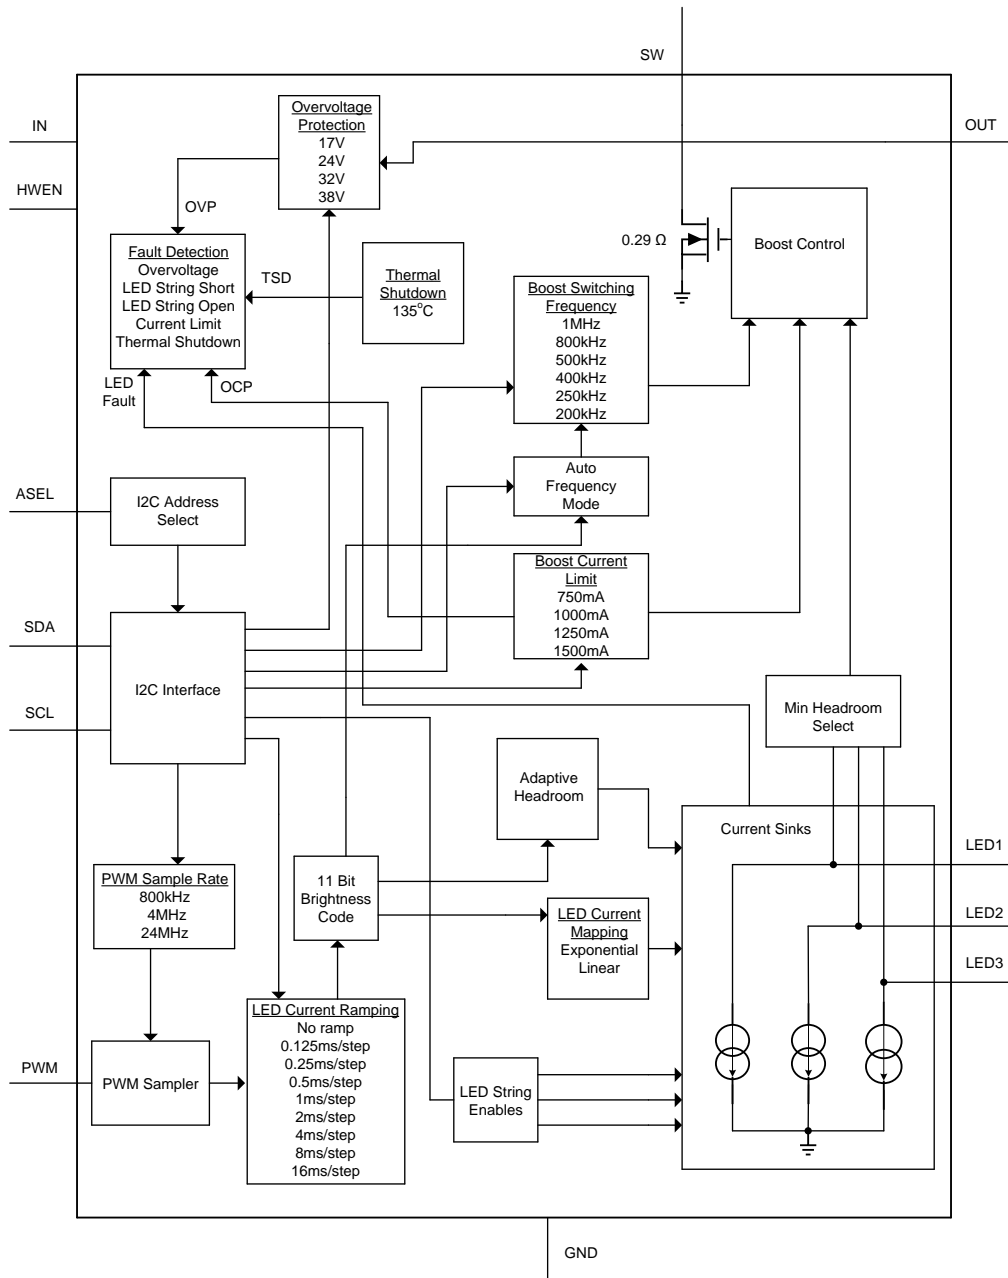 SW
IN
OUT
HWEN
Overvoltage
Protection
17V
24V
32V
38V
OVP
Fault Detection
Overvoltage
LED String Short
LED String Open
Current Limit
Thermal Shutdown
TSD
Thermal
Shutdown
135°C
0.29 Ω
Boost Control
Boost Switching
Frequency
1MHz
800kHz
500kHz
400kHz
250kHz
200kHz
LED
Fault
OCP
Auto
Frequency
Mode
ASEL
I2C Address
Select
Boost Current
Limit
750mA
1000mA
1250mA
1500mA
SDA
I2C Interface
SCL
Min Headroom
Select
Adaptive
Headroom
Current Sinks
LED1
LED2
LED3
PWM Sample Rate
800kHz
4MHz
24MHz
11 Bit
Brightness
Code
LED Current
Mapping
Exponential
Linear
LED Current Ramping
No ramp
0.125ms/step
0.25ms/step
0.5ms/step
1ms/step
2ms/step
4ms/step
8ms/step
16ms/step
PWM
PWM Sampler
LED String
Enables
GND